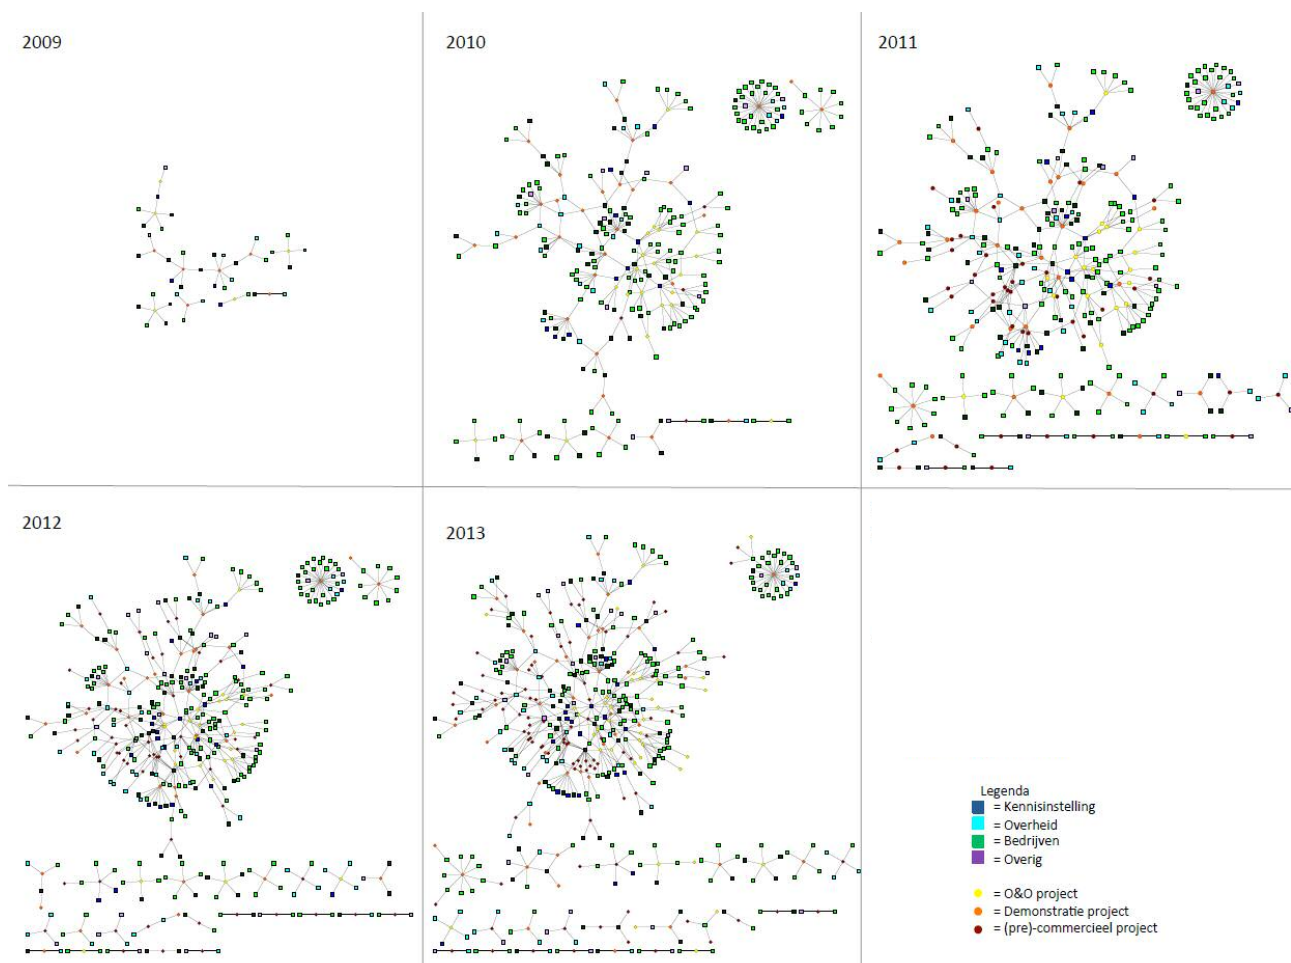 2009
2010
2011
2012
2013
Legenda
= Kennisinstelling
= Overheid
= Bedrijven
= Overig
= O&O project
= Demonstratie project
= (pre)-commercieel project